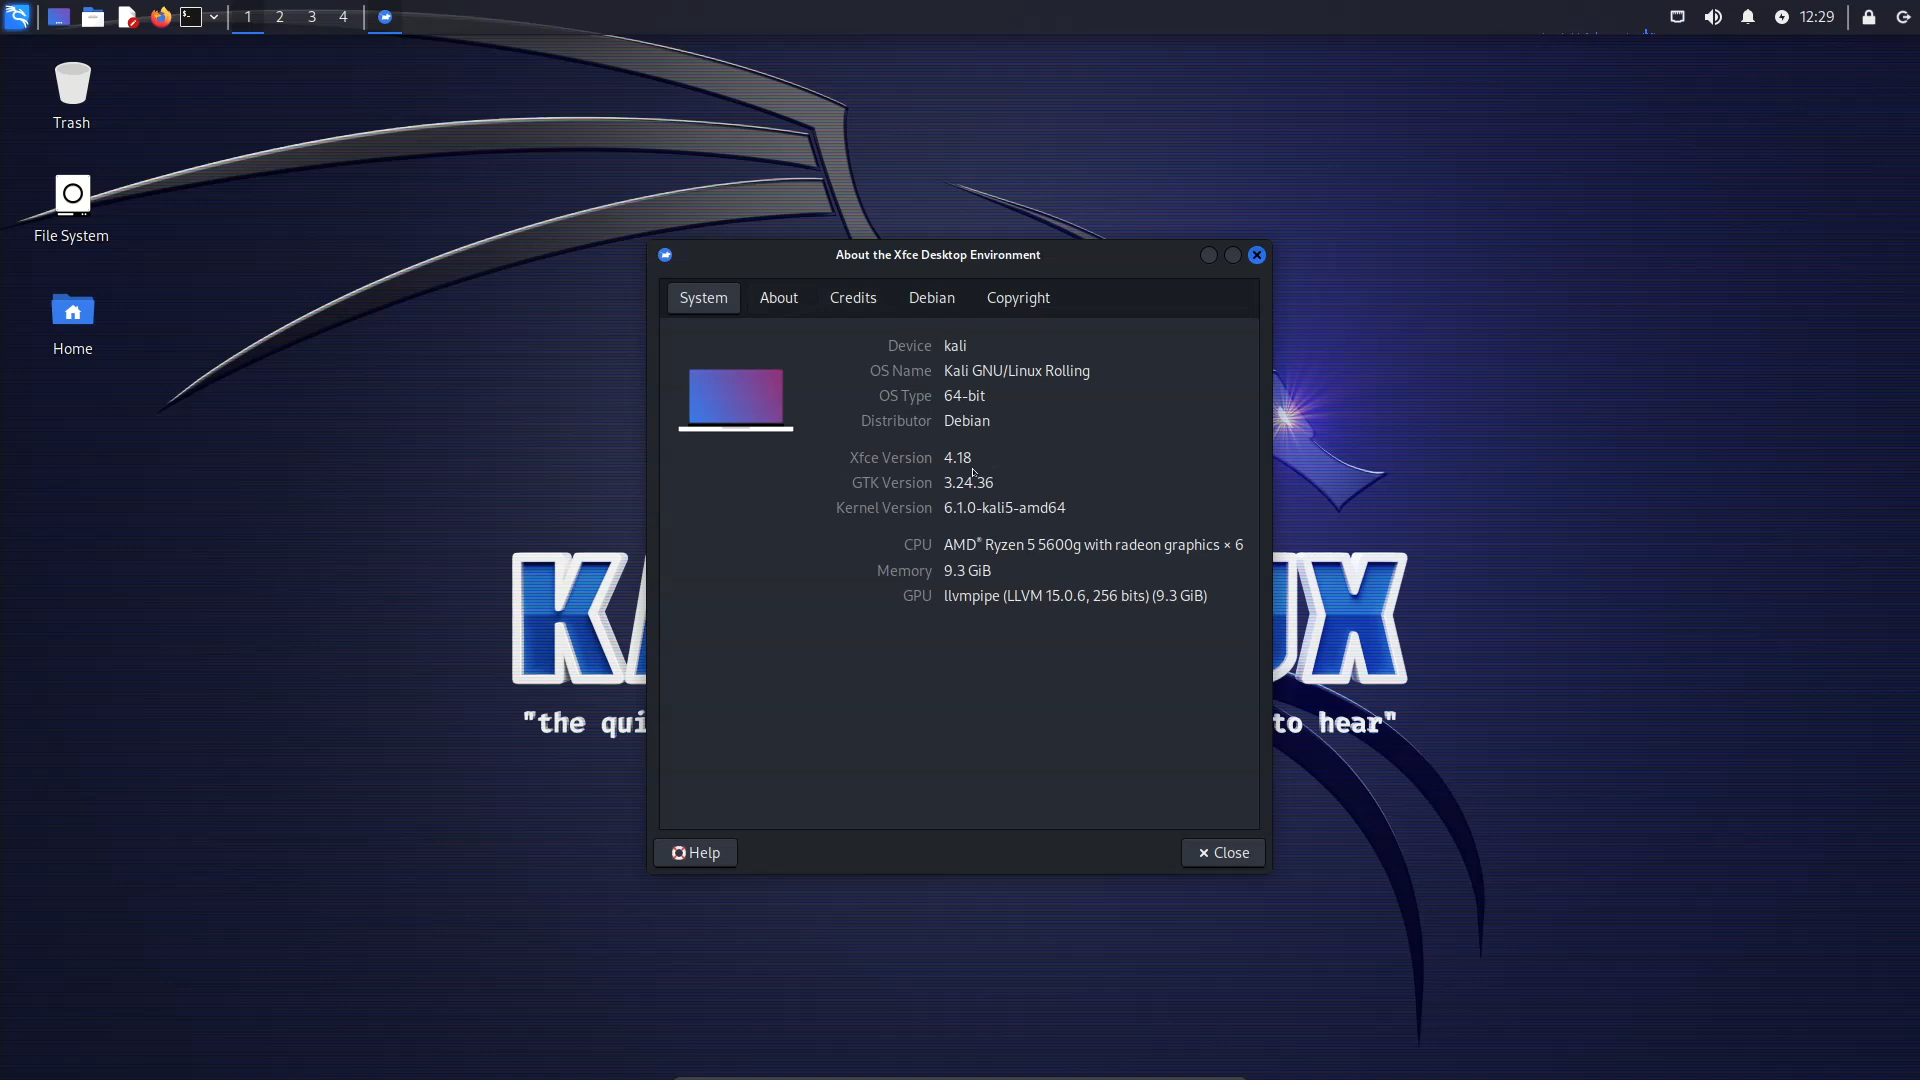 1 2 3 4
12:29
Trash
File System
Home
About the Xfce Desktop Environment
System About Credits Debian Copyright
Device kali
OS Name Kali GNU/Linux Rolling
OS Type 64-bit
Distributor Debian
Xfce Version 4.18
GTK Version 3.24.36
Kernel Version 6.1.0-kali5-amd64
CPU AMD® Ryzen 5 5600g with radeon graphics × 6
Memory 9.3 GiB
GPU llvmpipe (LLVM 15.0.6, 256 bits) (9.3 GiB)
"the qui
to hear"
Help
Close